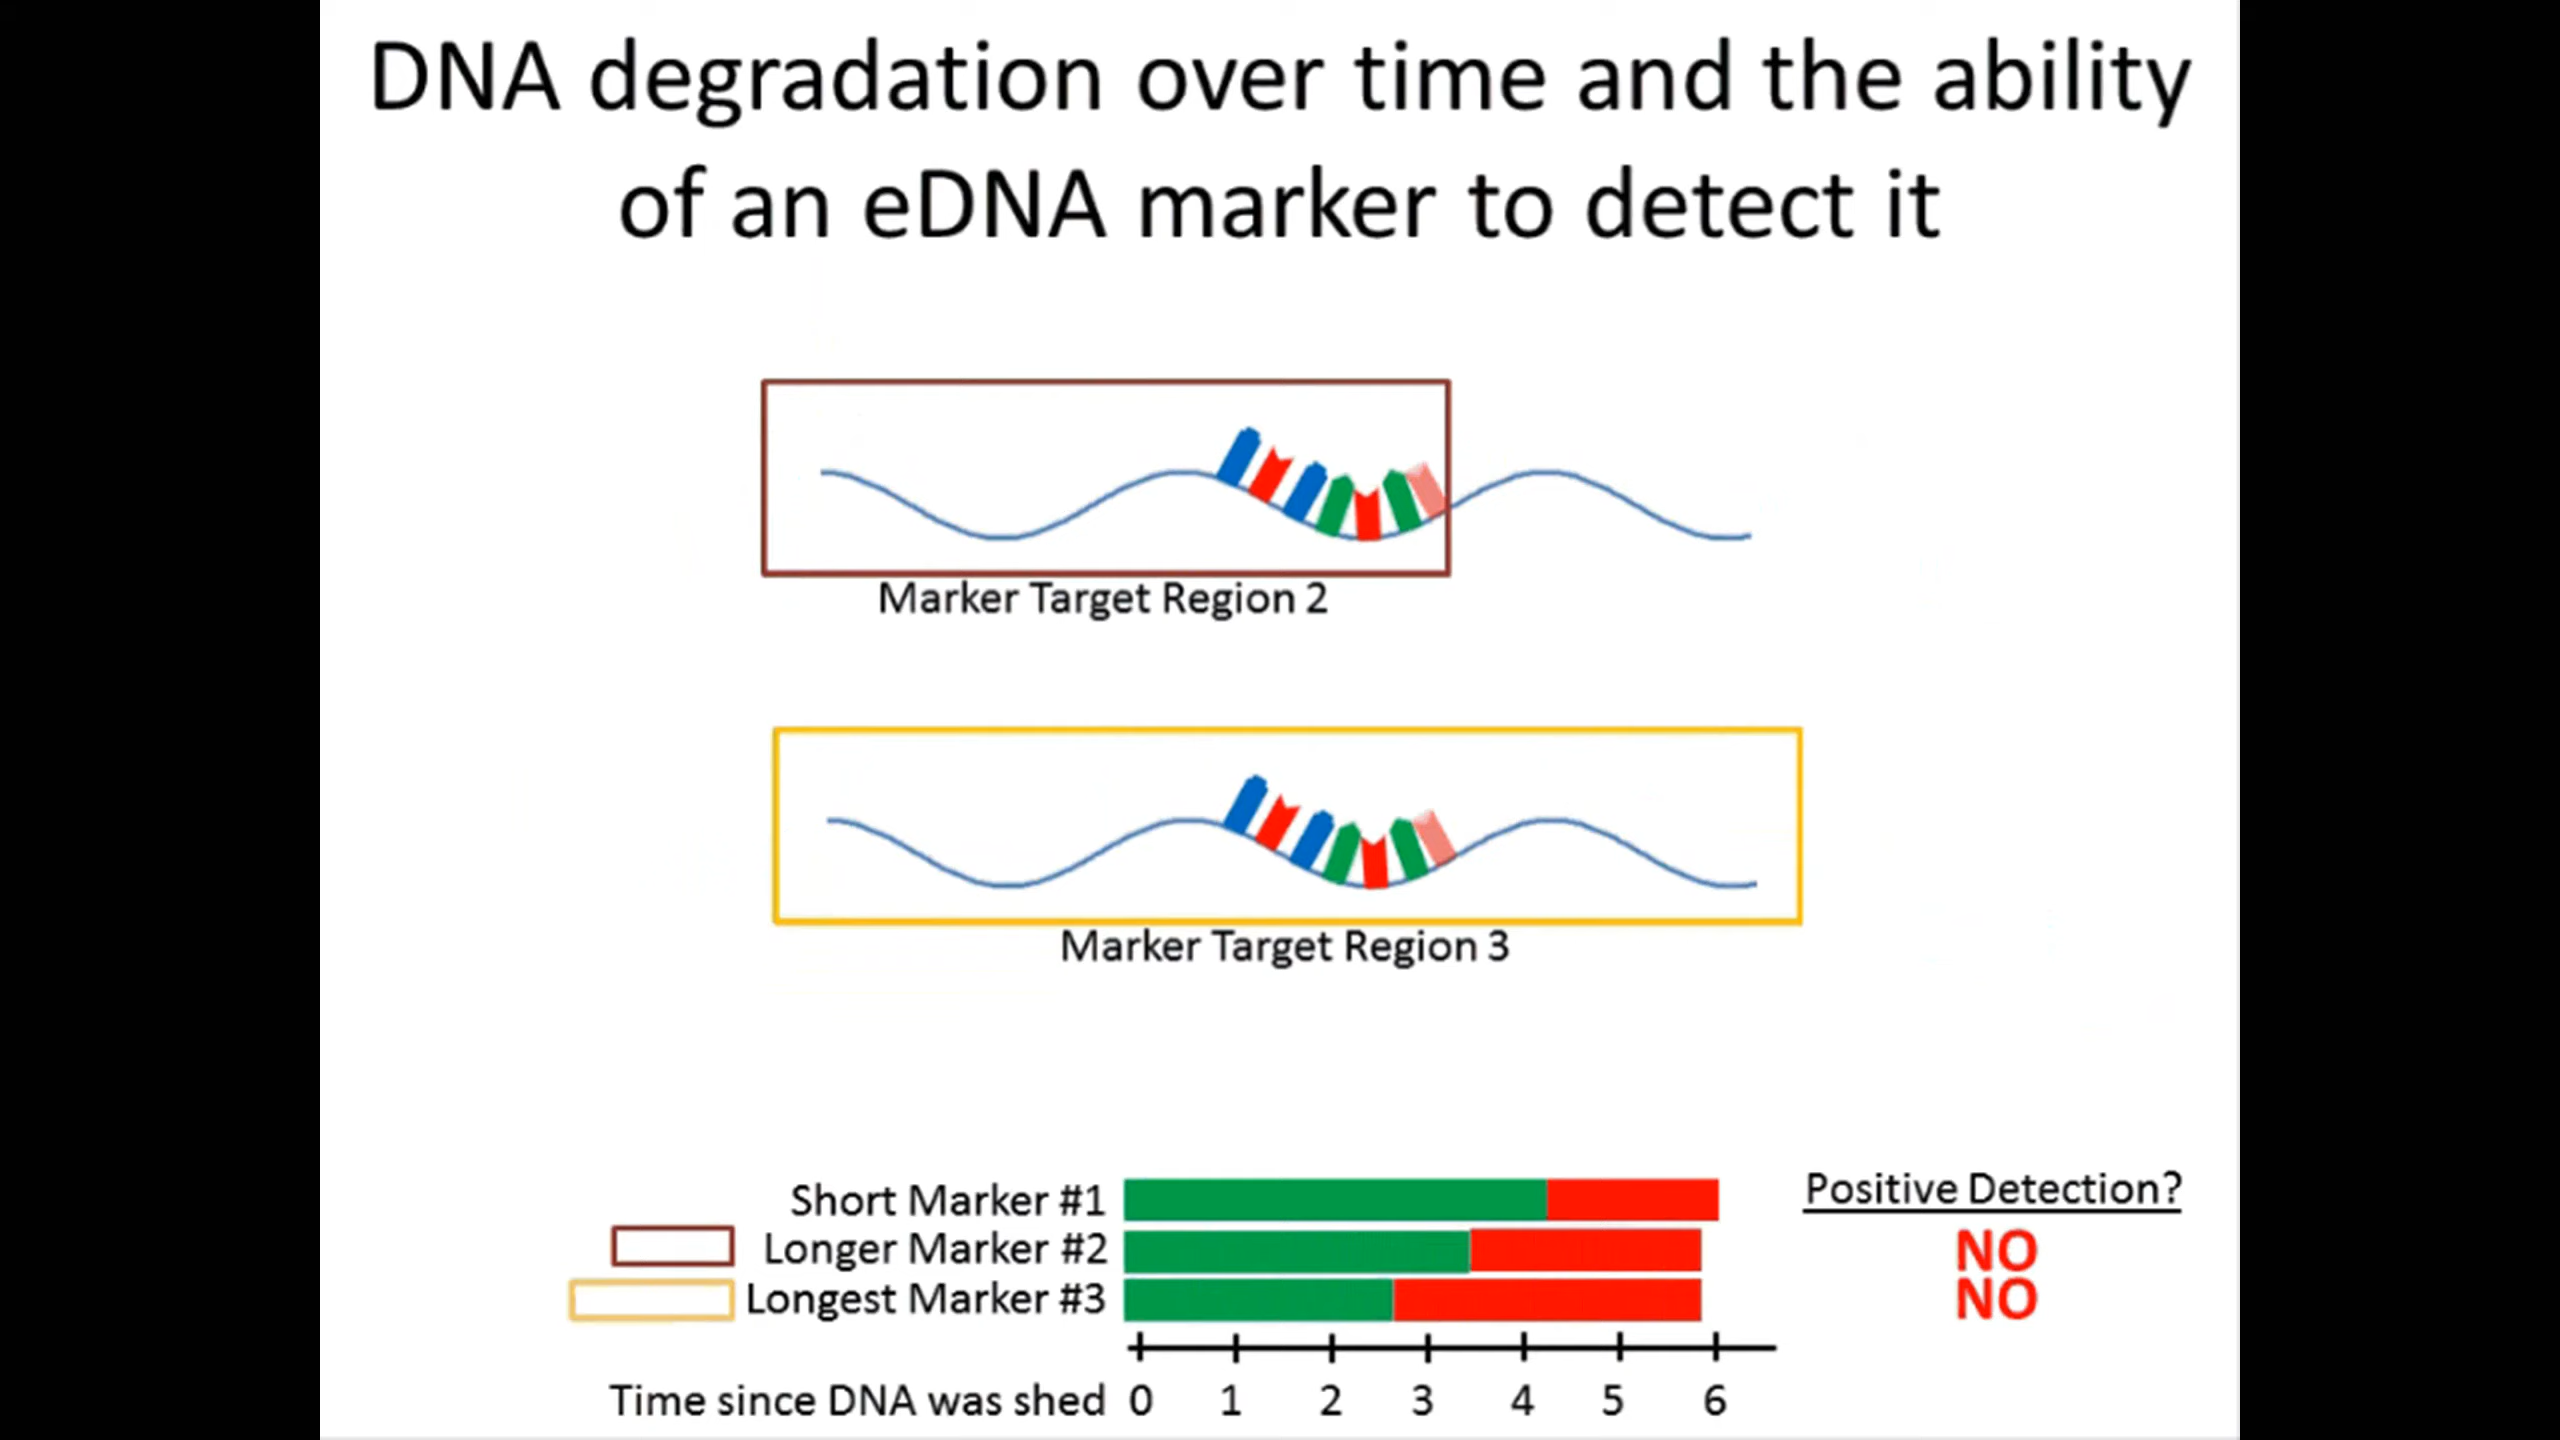 DNA degradation over time and the ability
of an eDNA marker to detect it
Marker Target Region 2
Marker Target Region 3
Short Marker #1
Positive Detection?
Longer Marker #2
NO
Longest Marker #3
NO
Time since DNA was shed 0 1 2 3 4 5 6